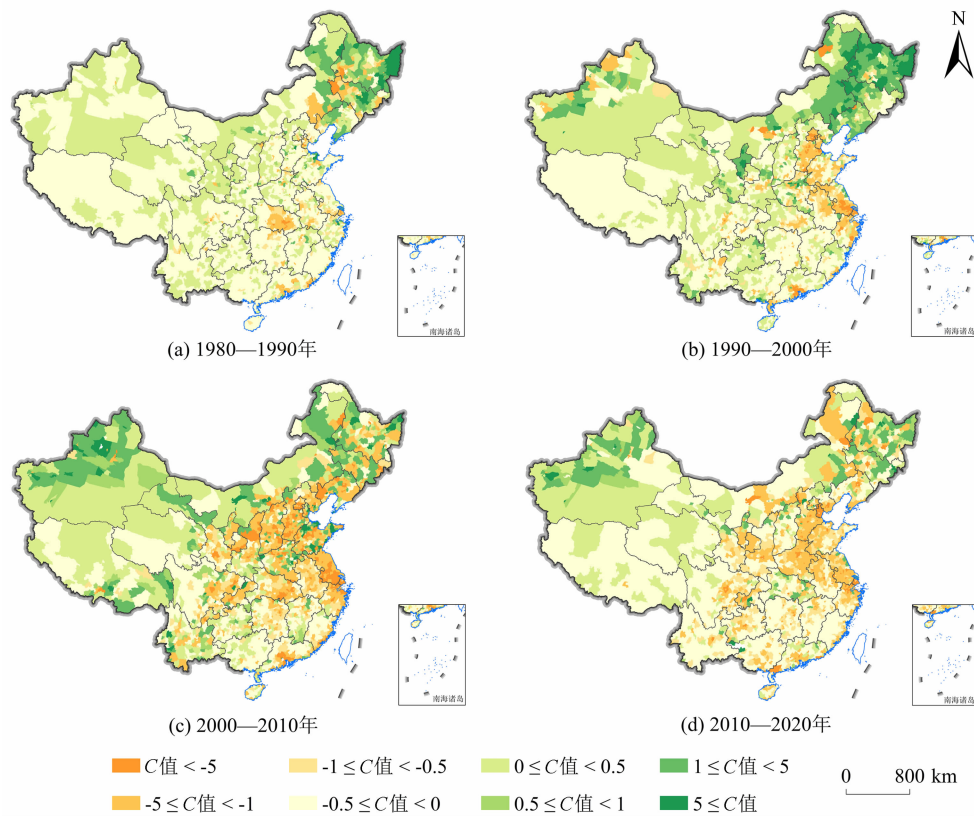 N
南海诸岛
(a) 1980—1990年
(b) 1990—2000年
南海诸岛
南海诸岛
(c) 2000—2010年
(d) 2010—2020年
南海诸岛
C值 < -5
-1 ≤ C值 < -0.5
0 ≤ C值 < 0.5
1 ≤ C值 < 5
-5 ≤ C值 < -1
-0.5 ≤ C值 < 0
0.5 ≤ C值 < 1
5 ≤ C值
0 800 km